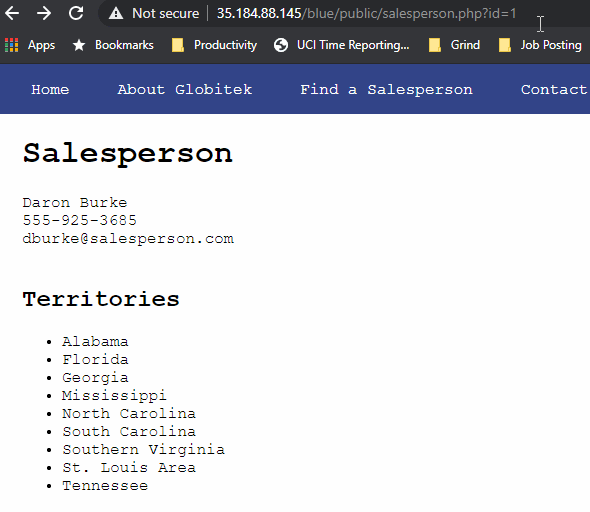 Not secure | 35.184.88.145/blue/public/salesperson.php?id=1
Apps Bookmarks Productivity UCI Time Reporting... Grind Job Posting
Home About Globitek Find a Salesperson Contact
Salesperson
Daron Burke
555-925-3685
dburke@salesperson.com
Territories
• Alabama
• Florida
• Georgia
• Mississippi
• North Carolina
• South Carolina
• Southern Virginia
• St. Louis Area
• Tennessee